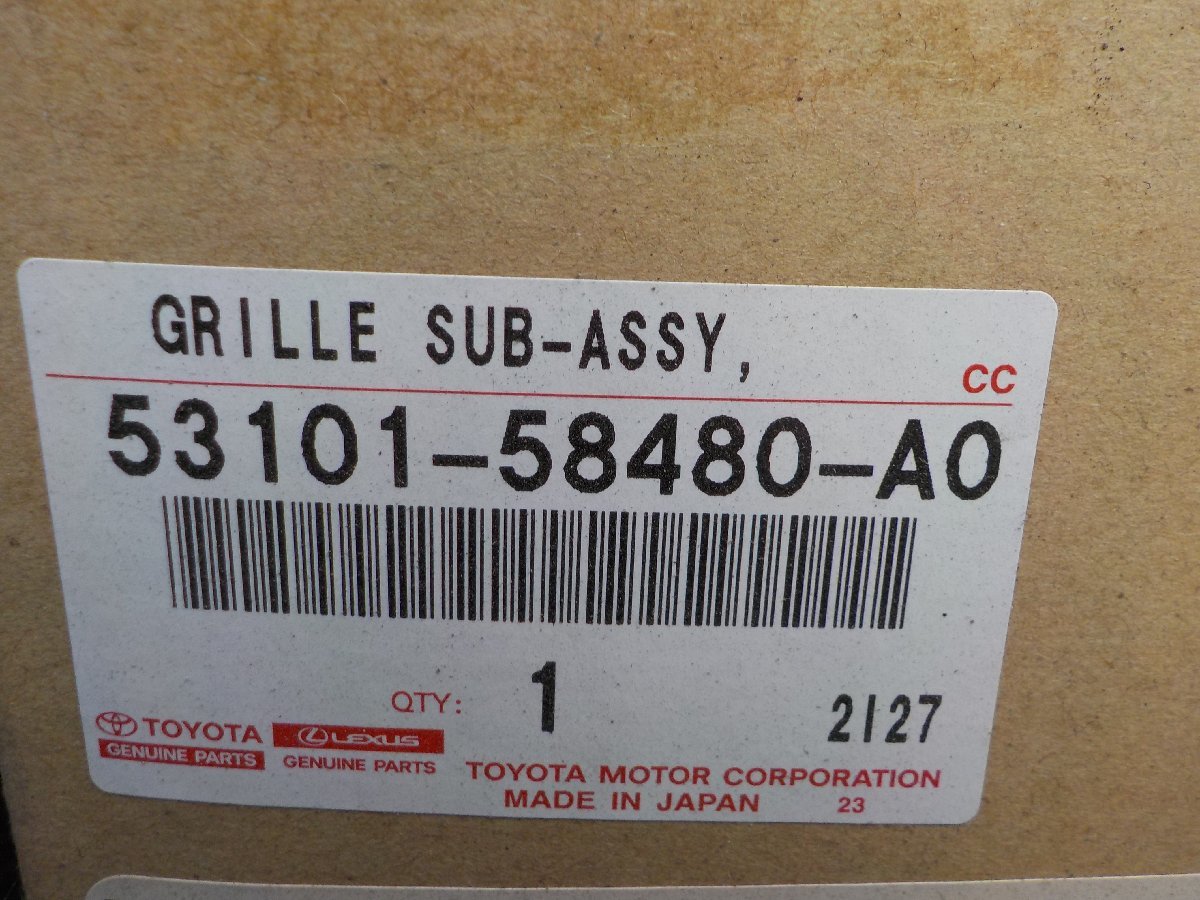 GRILLE SUB-ASSY,
CC
53101-58480-A0
QTY: 1
2I27
TOYOTA
GENUINE PARTS
LEXUS
GENUINE PARTS
TOYOTA MOTOR CORPORATION
MADE IN JAPAN 23